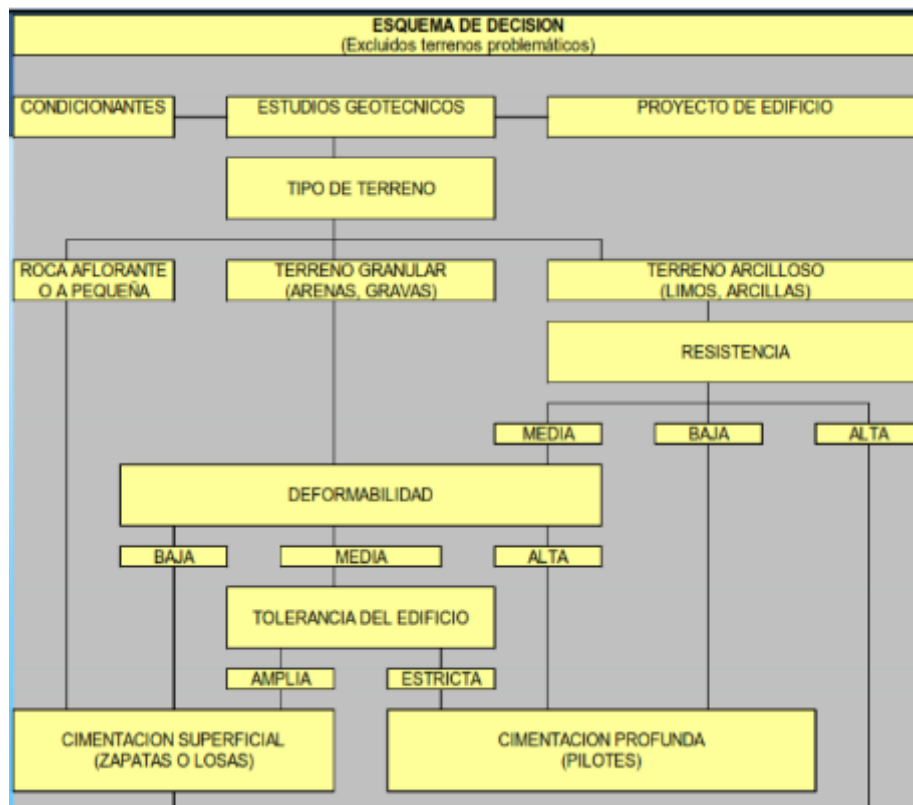 ESQUEMA DE DECISION
(Excluidos terrenos problemáticos)
CONDICIONANTES
ESTUDIOS GEOTECNICOS
PROYECTO DE EDIFICIO
TIPO DE TERRENO
ROCA AFLORANTE
O A PEQUEÑA
TERRENO GRANULAR
(ARENAS, GRAVAS)
TERRENO ARCILLOSO
(LIMOS, ARCILLAS)
RESISTENCIA
MEDIA
BAJA
ALTA
DEFORMABILIDAD
BAJA
MEDIA
ALTA
TOLERANCIA DEL EDIFICIO
AMPLIA
ESTRICTA
CIMENTACION SUPERFICIAL
(ZAPATAS O LOSAS)
CIMENTACION PROFUNDA
(PILOTES)